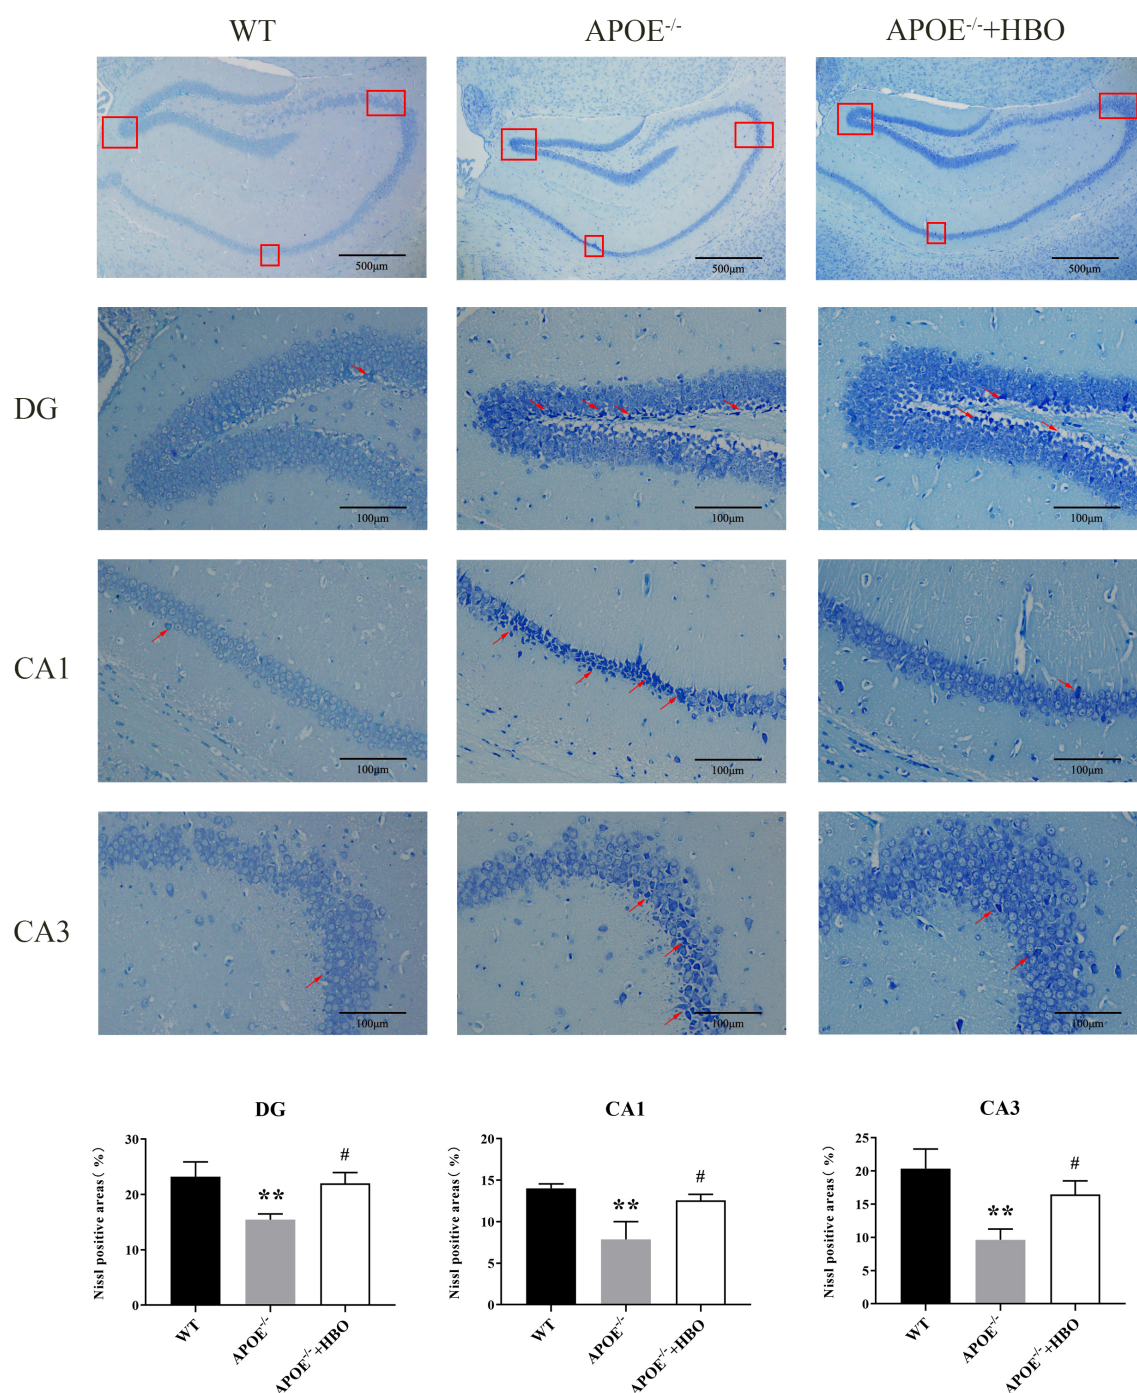 WT APOE-/- APOE-/-+HBO
500μm 500μm 500μm
DG
100μm 100μm 100μm
CA1
100μm 100μm 100μm
CA3
100μm 100μm 100μm
DG
Nissl positive areas( %)
30
20
10
0
**
#
WT
APOE-/-
APOE-/-+HBO
CA1
Nissl positive areas( %)
20
15
10
5
0
**
#
WT
APOE-/-
APOE-/-+HBO
CA3
Nissl positive areas( %)
25
20
15
10
5
0
**
#
WT
APOE-/-
APOE-/-+HBO